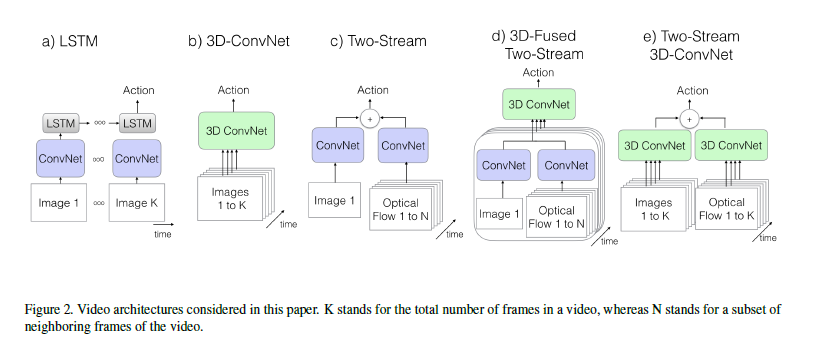 a) LSTM
Action
LSTM
LSTM
ConvNet
ConvNet
Image 1
Image K
time
b) 3D-ConvNet
Action
3D ConvNet
Images
1 to K
time
c) Two-Stream
Action
+
ConvNet
ConvNet
Image 1
Optical
Flow 1 to N
time
d) 3D-Fused
Two-Stream
Action
3D ConvNet
ConvNet
ConvNet
Image 1
Optical
Flow 1 to N
time
e) Two-Stream
3D-ConvNet
Action
+
3D ConvNet
3D ConvNet
Images
1 to K
Optical
Flow 1 to K
time
Figure 2. Video architectures considered in this paper. K stands for the total number of frames in a video, whereas N stands for a subset of
neighboring frames of the video.